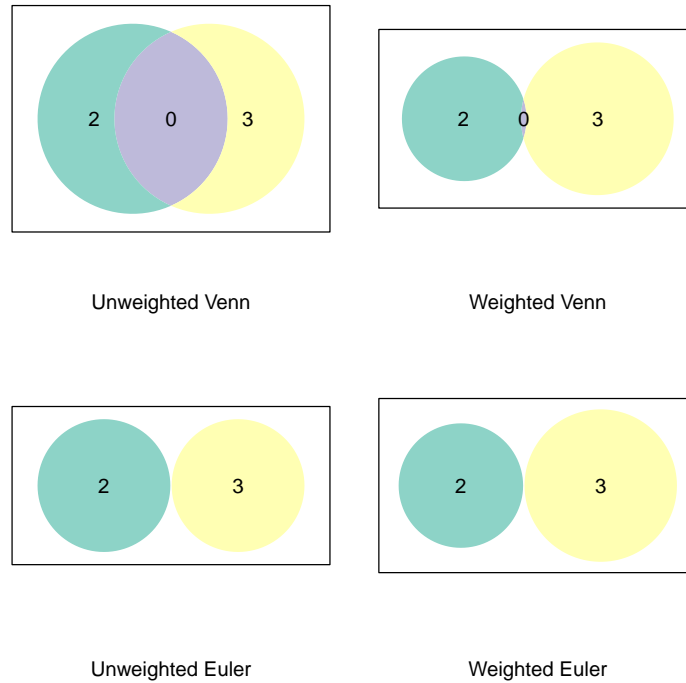 2 0 3
2 0 3
Unweighted Venn
Weighted Venn
2 3
2 3
Unweighted Euler
Weighted Euler